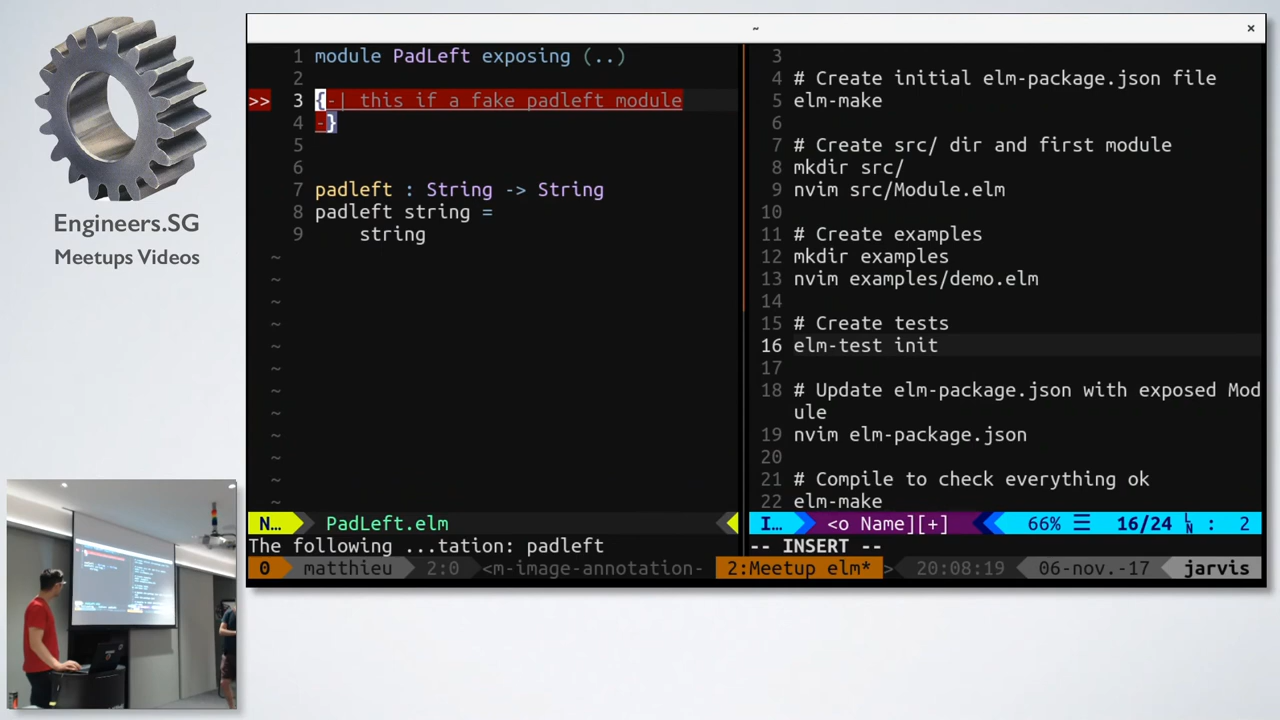 Engineers.SG
Meetups Videos
~ ×
1 module PadLeft exposing (..)
2
>> 3 {-| this if a fake padleft module
4 -}
5
6
7 padleft : String -> String
8 padleft string =
9 string
~
~
~
~
~
~
~
~
~
~
~
~
N... PadLeft.elm
The following ...tation: padleft
3
4 # Create initial elm-package.json file
5 elm-make
6
7 # Create src/ dir and first module
8 mkdir src/
9 nvim src/Module.elm
10
11 # Create examples
12 mkdir examples
13 nvim examples/demo.elm
14
15 # Create tests
16 elm-test init
17
18 # Update elm-package.json with exposed Mod
ule
19 nvim elm-package.json
20
21 # Compile to check everything ok
22 elm-make
I... <o Name][+] 66% ☰ 16/24 LN : 2
-- INSERT --
0 matthieu 2:0 <m-image-annotation- 2:Meetup elm* > 20:08:19 06-nov.-17 jarvis